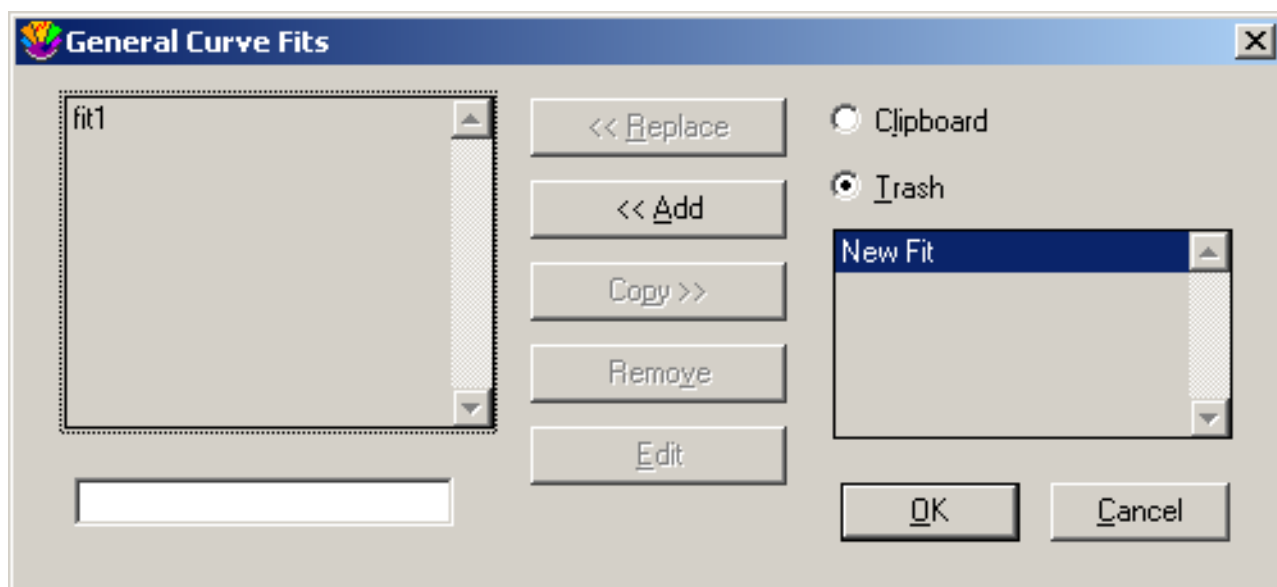 General Curve Fits
fit1
<< Replace
<< Add
Copy >>
Remove
Edit
Clipboard
Trash
New Fit
OK
Cancel